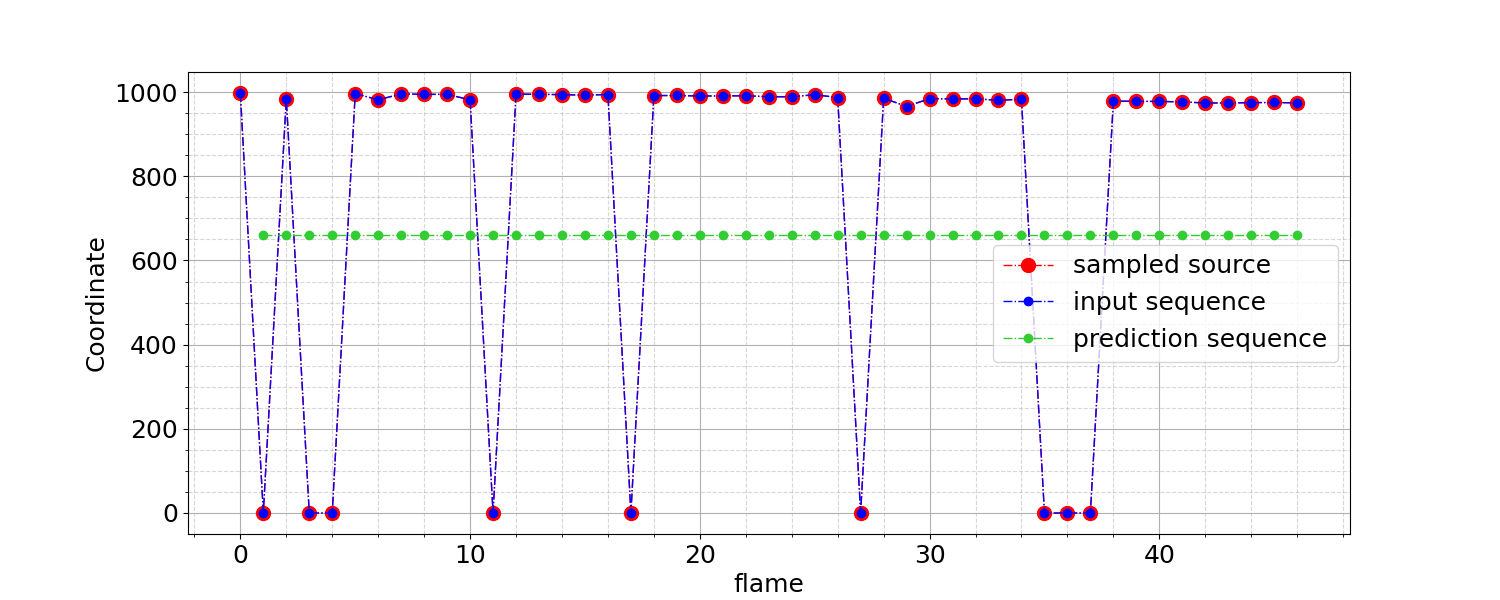 1000
800
600
400
200
0
Coordinate
sampled source
input sequence
prediction sequence
0 10 20 30 40
flame